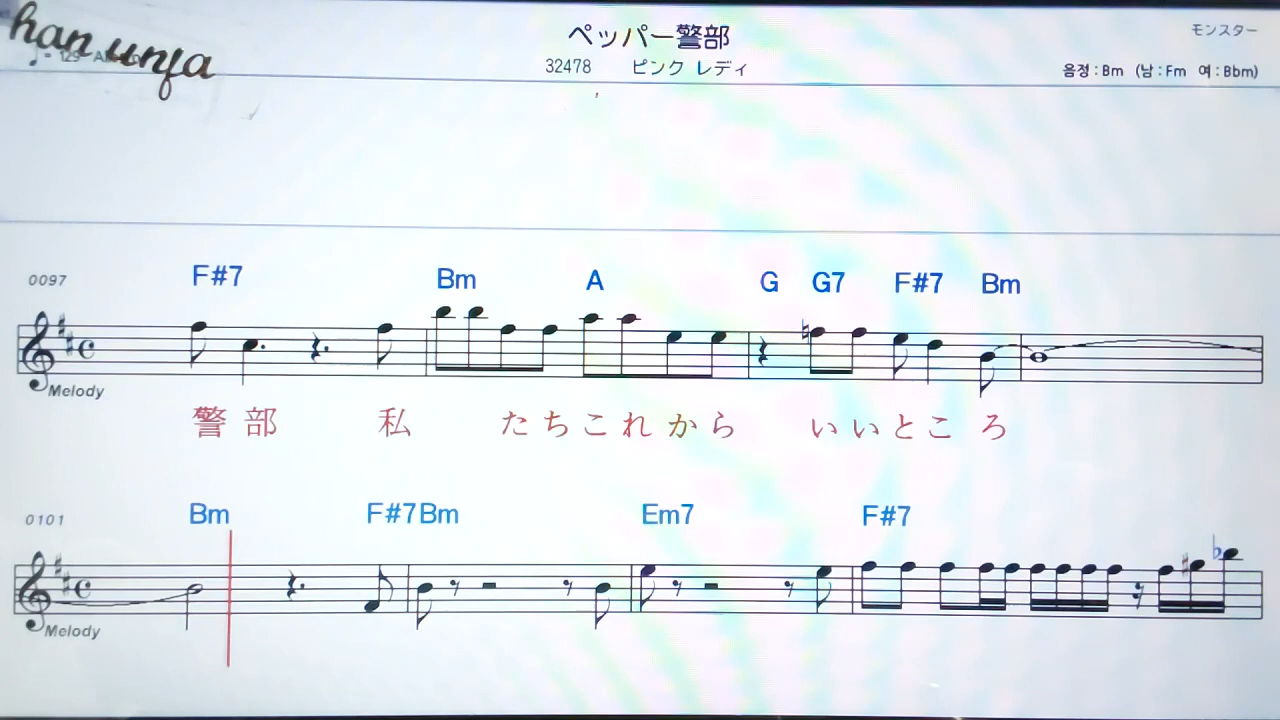 han unja
ペッパー警部
モンスター
32478 ピンク レディ
음정 : Bm (남 : Fm 여 : Bbm)
0097 F#7 Bm A G G7 F#7 Bm
Melody
警部 私 たちこれから いいところ
0101 Bm F#7 Bm Em7 F#7
Melody